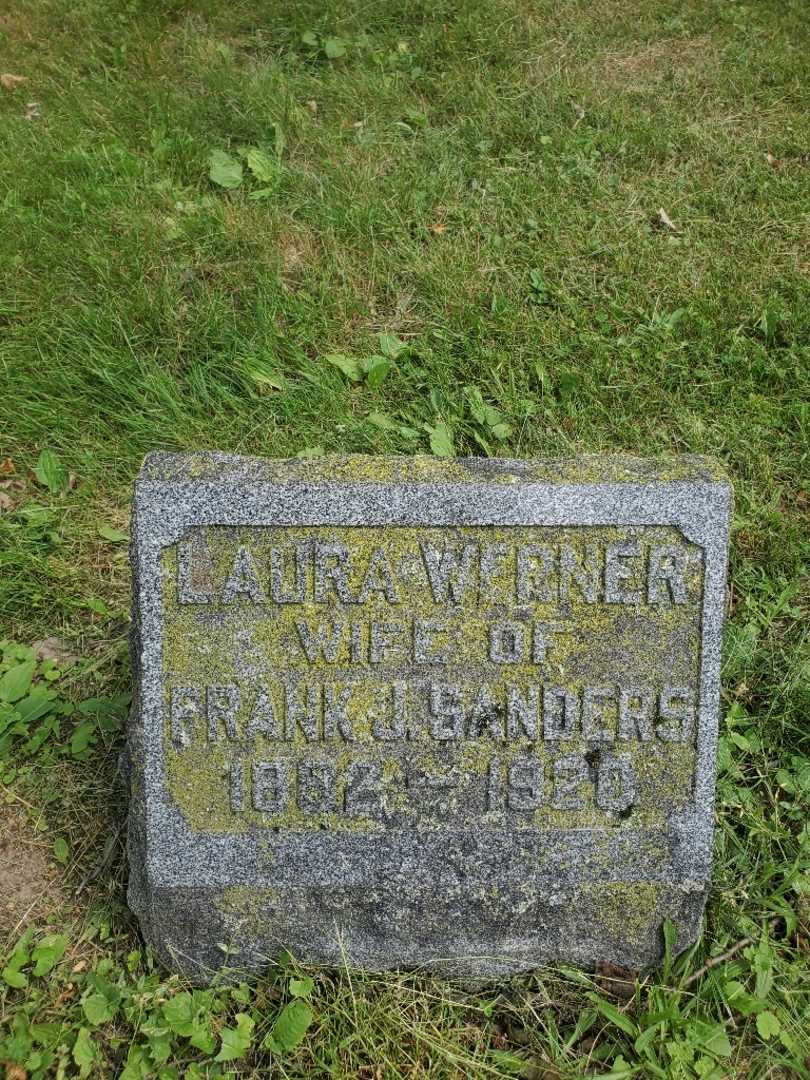 LAURA WERNER
WIFE OF
FRANK J. SANDERS
1882 – 1920